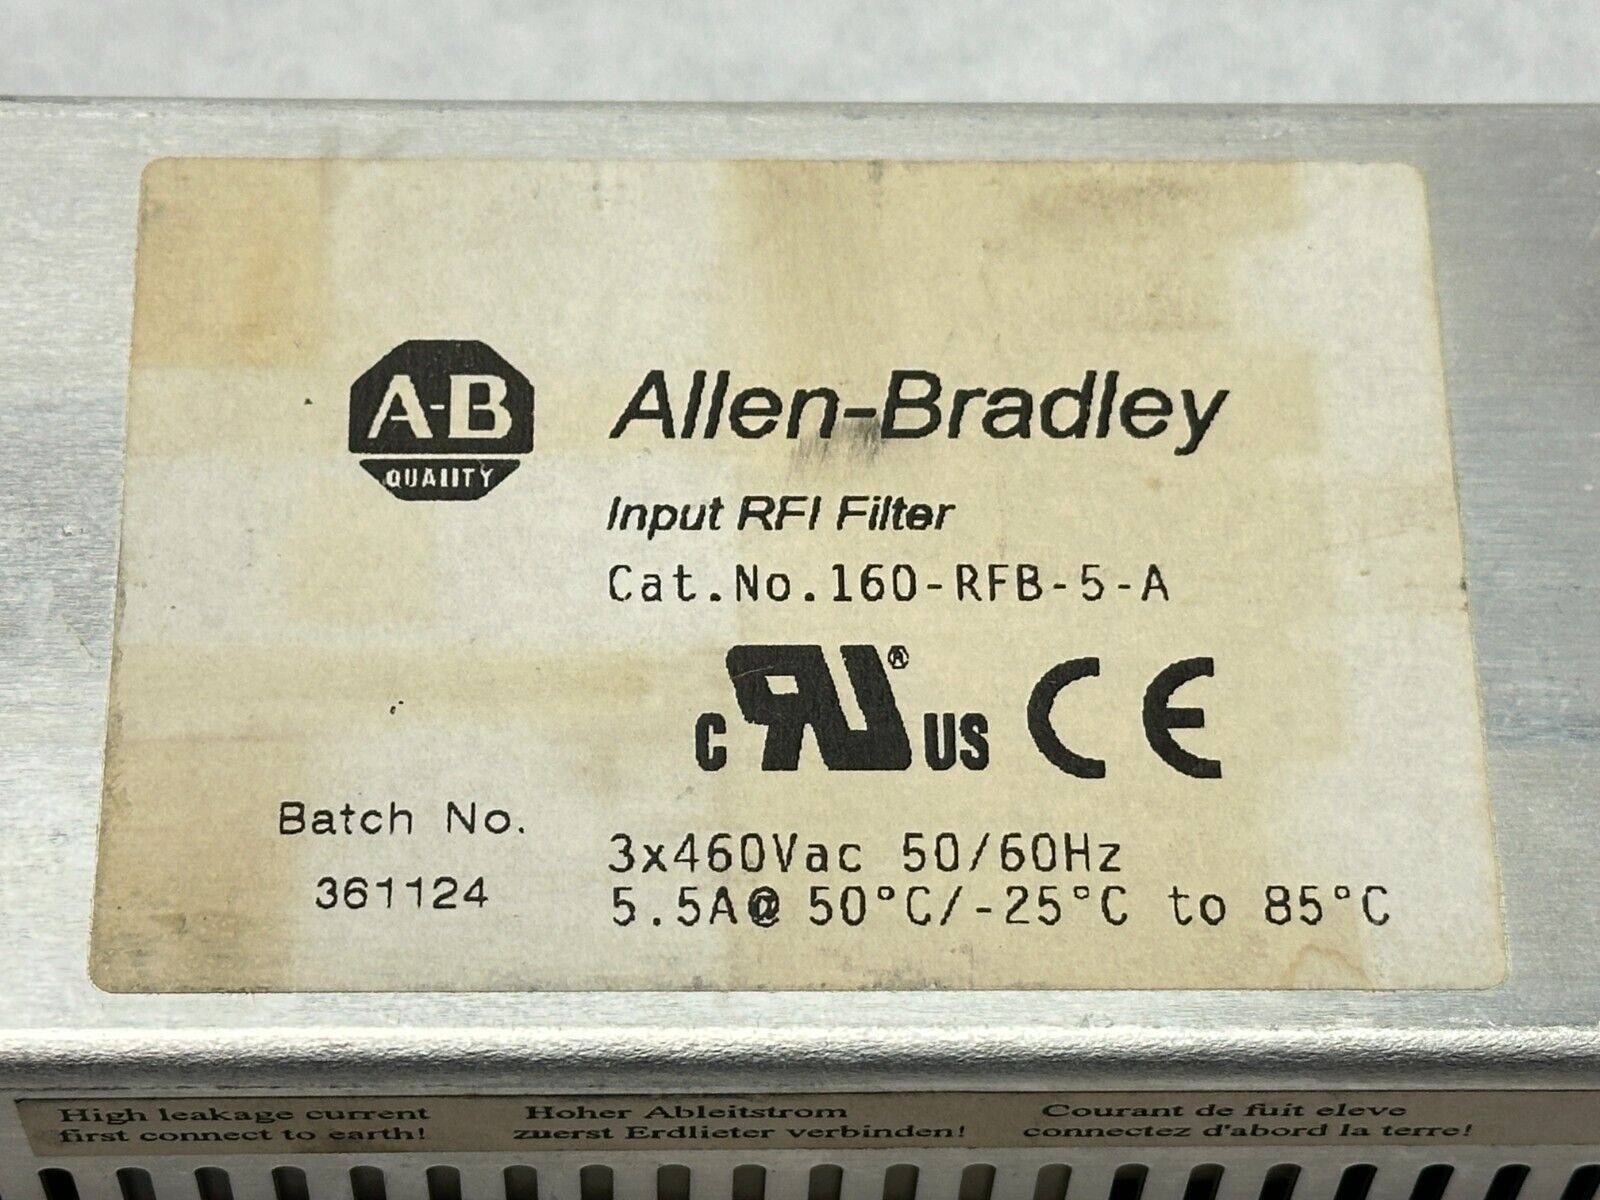 A-B
QUALITY
Allen-Bradley
Input RFI Filter
Cat.No.160-RFB-5-A
c RU ® US CE
Batch No.
361124
3x460Vac 50/60Hz
5.5A@ 50°C/-25°C to 85°C
High leakage current
first connect to earth!
Hoher Ableitstrom
zuerst Erdlieter verbinden!
Courant de fuit eleve
connectez d'abord la terre!